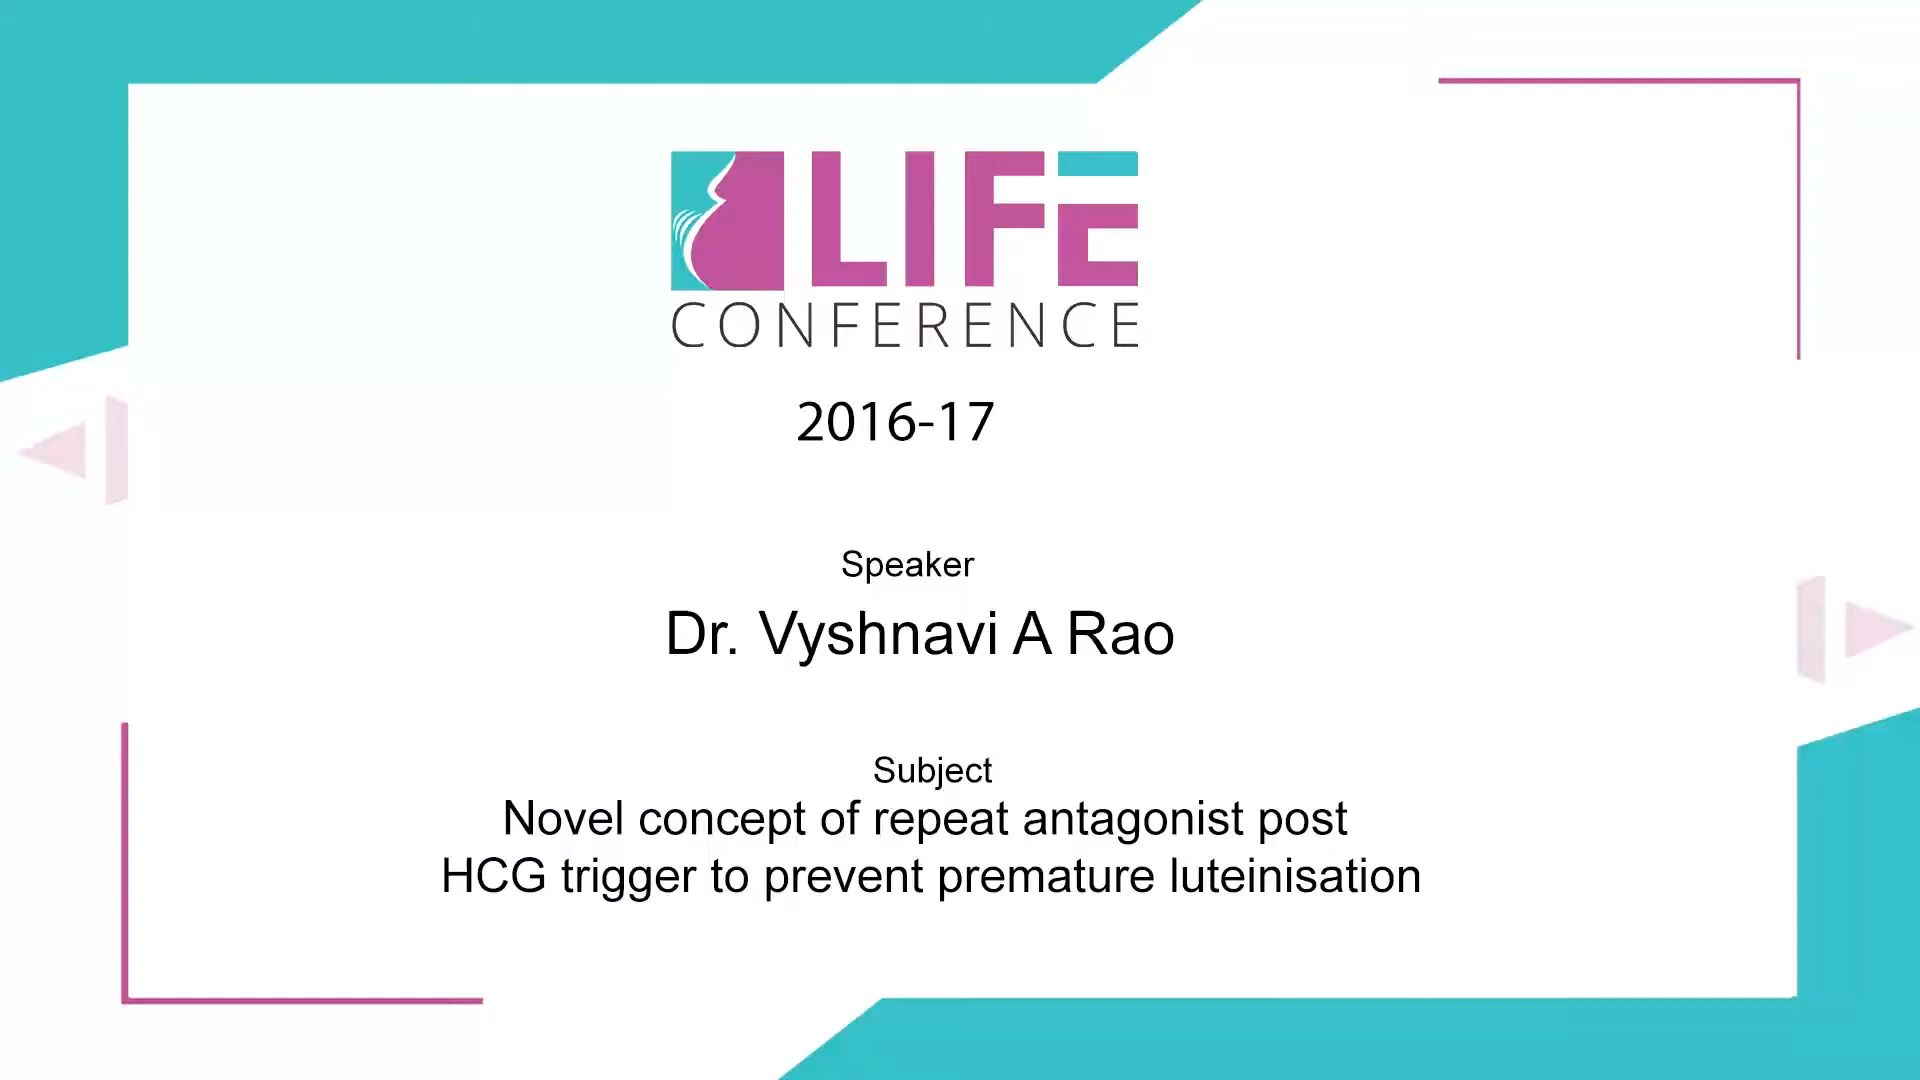 LIFE
CONFERENCE
2016-17
Speaker
Dr. Vyshnavi A Rao
Subject
Novel concept of repeat antagonist post
HCG trigger to prevent premature luteinisation